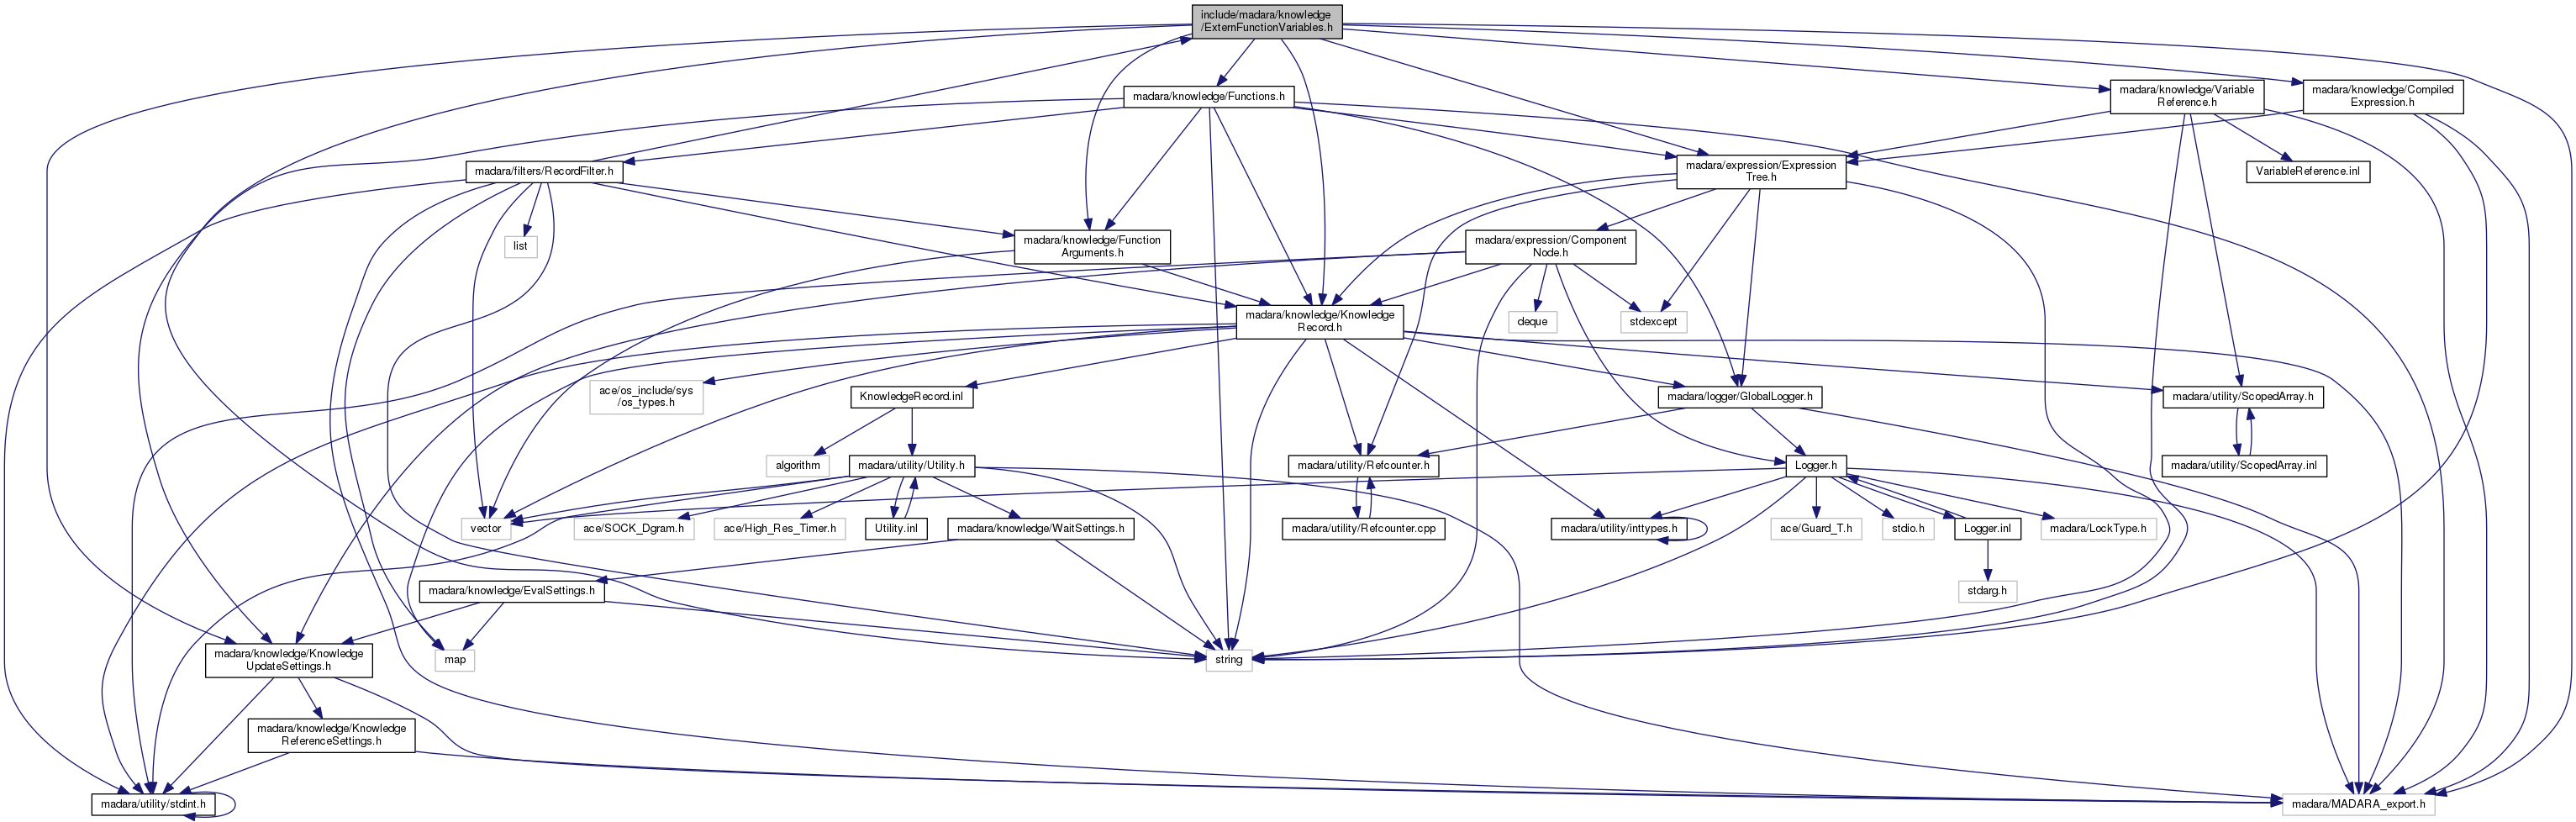 include/madara/knowledge
/ExternFunctionVariables.h
madara/knowledge/Functions.h
madara/knowledge/Variable
Reference.h
madara/knowledge/Compiled
Expression.h
madara/filters/RecordFilter.h
madara/expression/Expression
Tree.h
VariableReference.inl
list
madara/knowledge/Function
Arguments.h
madara/expression/Component
Node.h
madara/knowledge/Knowledge
Record.h
deque
stdexcept
ace/os_include/sys
/os_types.h
KnowledgeRecord.inl
madara/logger/GlobalLogger.h
madara/utility/ScopedArray.h
algorithm
madara/utility/Utility.h
madara/utility/Refcounter.h
Logger.h
madara/utility/ScopedArray.inl
vector
ace/SOCK_Dgram.h
ace/High_Res_Timer.h
Utility.inl
madara/knowledge/WaitSettings.h
madara/utility/Refcounter.cpp
madara/utility/inttypes.h
ace/Guard_T.h
stdio.h
Logger.inl
madara/LockType.h
madara/knowledge/EvalSettings.h
stdarg.h
madara/knowledge/Knowledge
UpdateSettings.h
map
string
madara/knowledge/Knowledge
ReferenceSettings.h
madara/utility/stdint.h
madara/MADARA_export.h